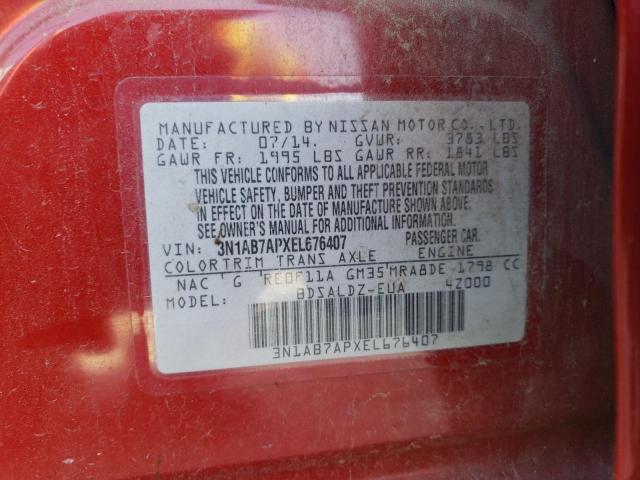 MANUFACTURED BY NISSAN MOTOR CO., LTD.
DATE: 07/14. GVWR: 3783 LBS
GAWR FR: 1995 LBS GAWR RR: 1841 LBS
THIS VEHICLE CONFORMS TO ALL APPLICABLE FEDERAL MOTOR
VEHICLE SAFETY, BUMPER AND THEFT PREVENTION STANDARDS
IN EFFECT ON THE DATE OF MANUFACTURE SHOWN ABOVE.
SEE OWNER'S MANUAL FOR ADDITIONAL INFORMATION.
VIN: 3N1AB7APXEL676407 PASSENGER CAR.
COLOR TRIM TRANS AXLE ENGINE
NAC ' G 'RE0F11A GM35'MRA8DE 1798 CC
MODEL: BDSALDZ-EUA 4Z000
3N1AB7APXEL676407